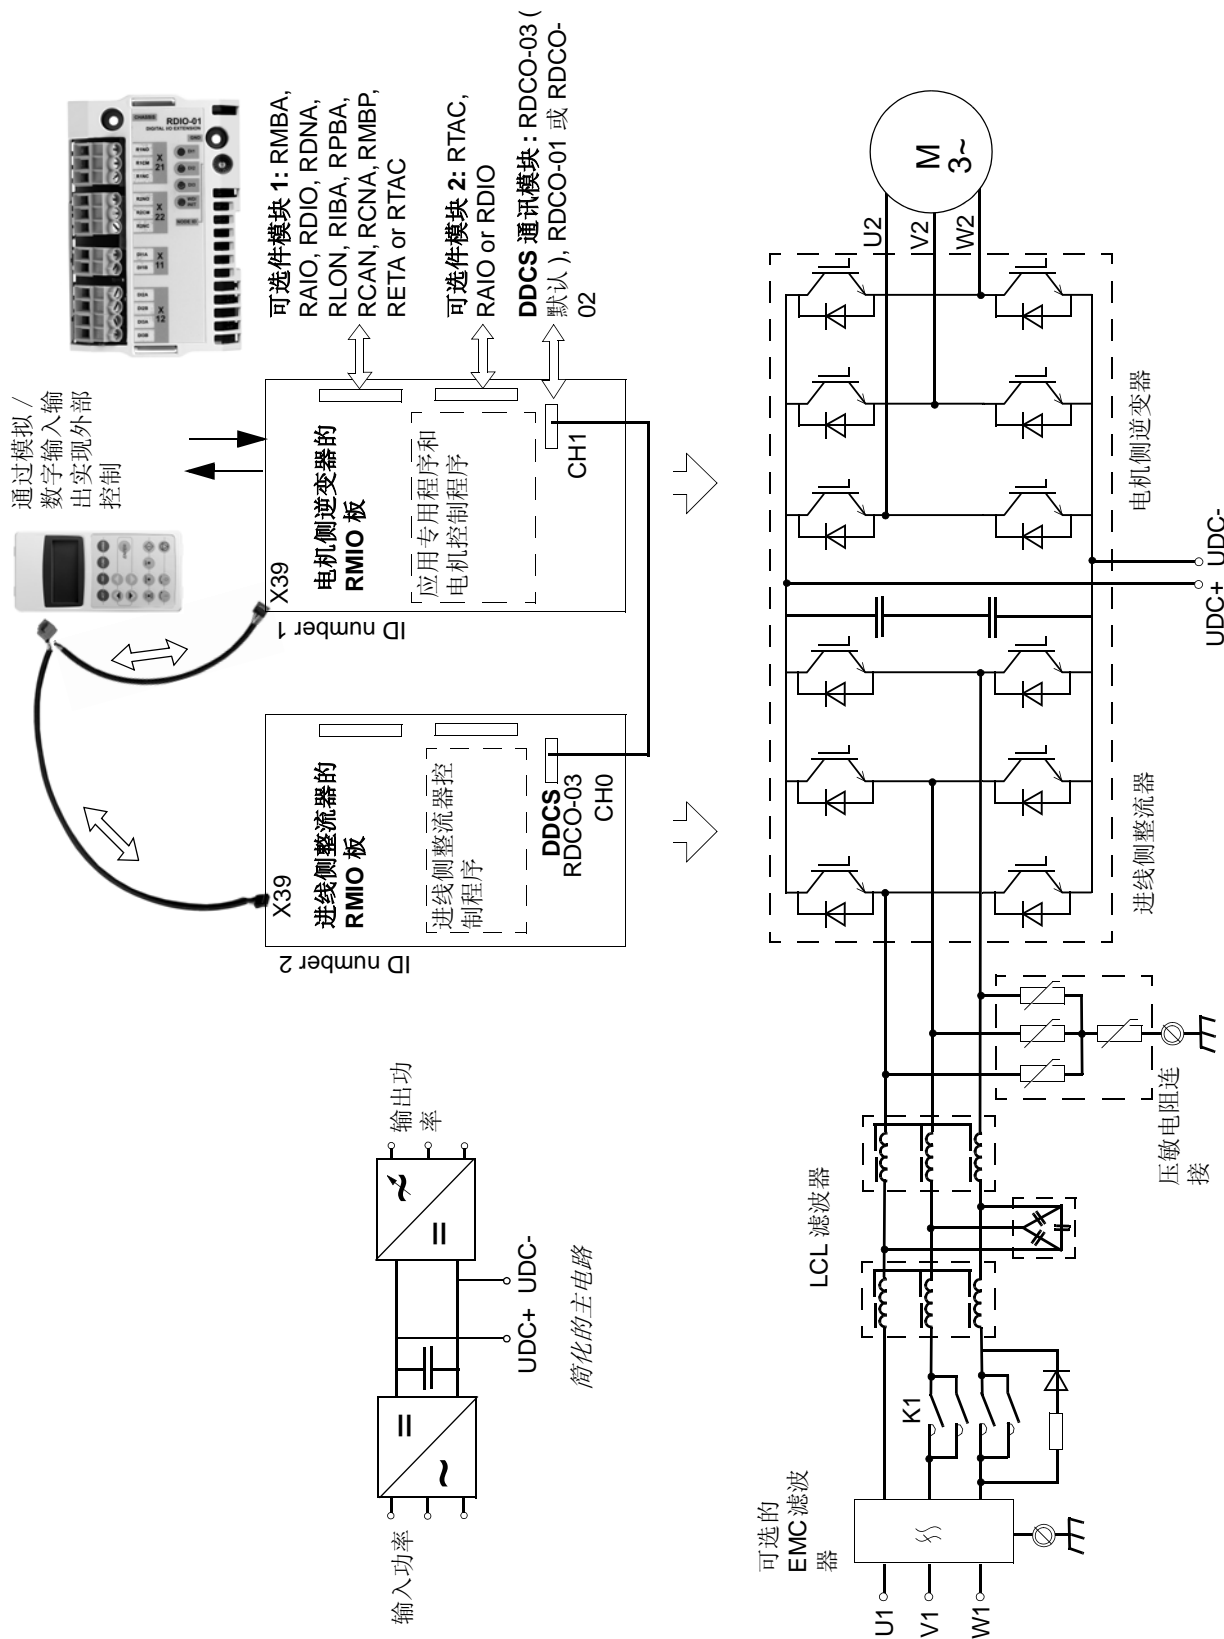 通过模拟 /
数字输入输
出实现外部
控制
CHASSIS
RDIO-01
DIGITAL I/O EXTENSION
X
21
X
22
X
11
X
12
可选件模块 1: RMBA,
RAIO, RDIO, RDNA,
RLON, RIBA, RPBA,
RCAN, RCNA, RMBP,
RETA or RTAC
可选件模块 2: RTAC,
RAIO or RDIO
DDCS 通讯模块 : RDCO-03 (
默认 ), RDCO-01 或 RDCO-
02
ID number 2
X39
进线侧整流器的
RMIO 板
进线侧整流器控
制程序
DDCS
RDCO-03
CH0
ID number 1
X39
电机侧逆变器的
RMIO 板
应用专用程序和
电机控制程序
CH1
输入功率
输出功
率
UDC+
UDC-
简化的主电路
可选的
EMC 滤波
器
U1
V1
W1
K1
LCL 滤波器
压敏电阻连
接
进线侧整流器
电机侧逆变器
UDC+
UDC-
U2
V2
W2
M
3~